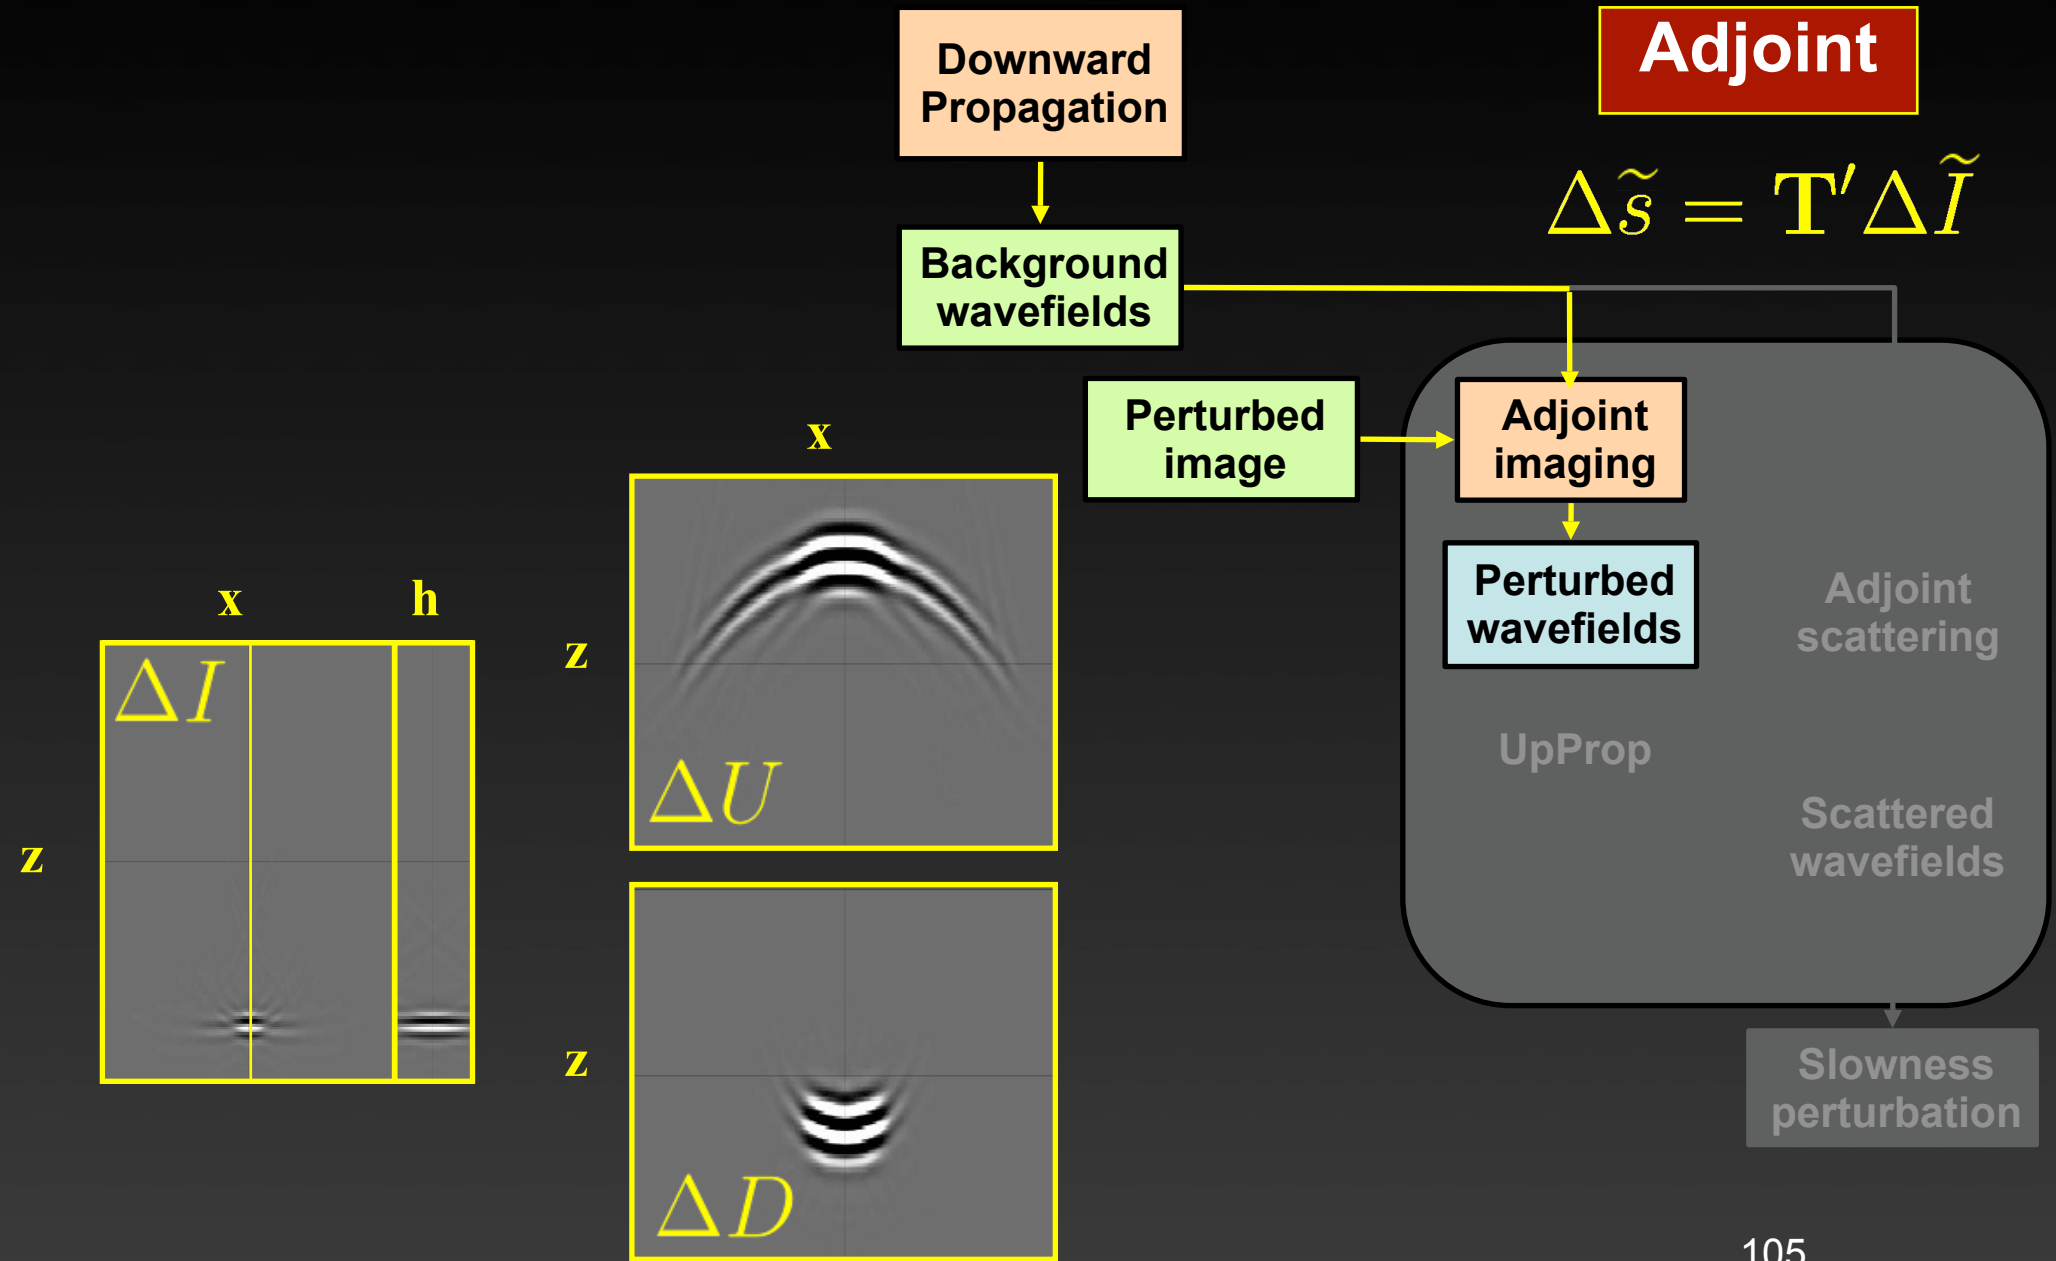 Downward
Propagation
Adjoint
Δs̃ = T′ΔĨ
Background
wavefields
Perturbed
image
Adjoint
imaging
Perturbed
wavefields
Adjoint
scattering
UpProp
Scattered
wavefields
Slowness
perturbation
x
z
ΔU
x
h
ΔI
z
z
ΔD
105